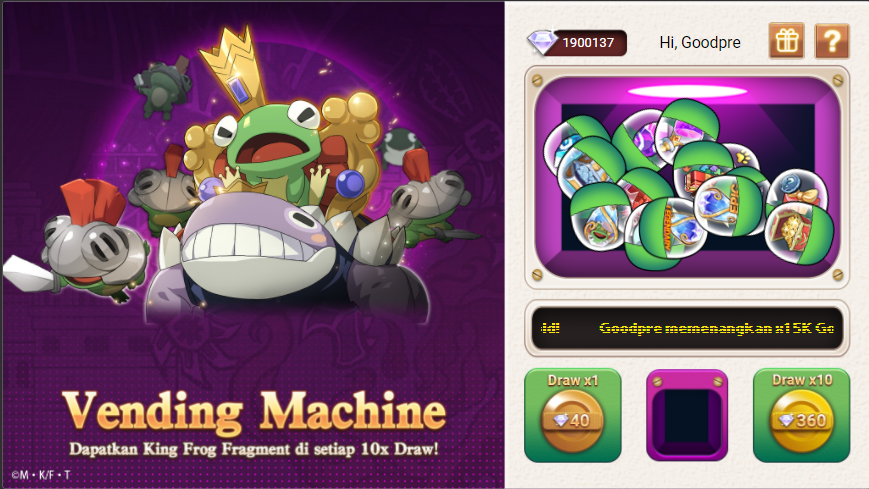 Vending Machine
Dapatkan King Frog Fragment di setiap 10x Draw!
©M・K/F・T
1900137
Hi, Goodpre
?
EPIC
Goodpre memenangkan x15K Go
Draw x1
40
Draw x10
360